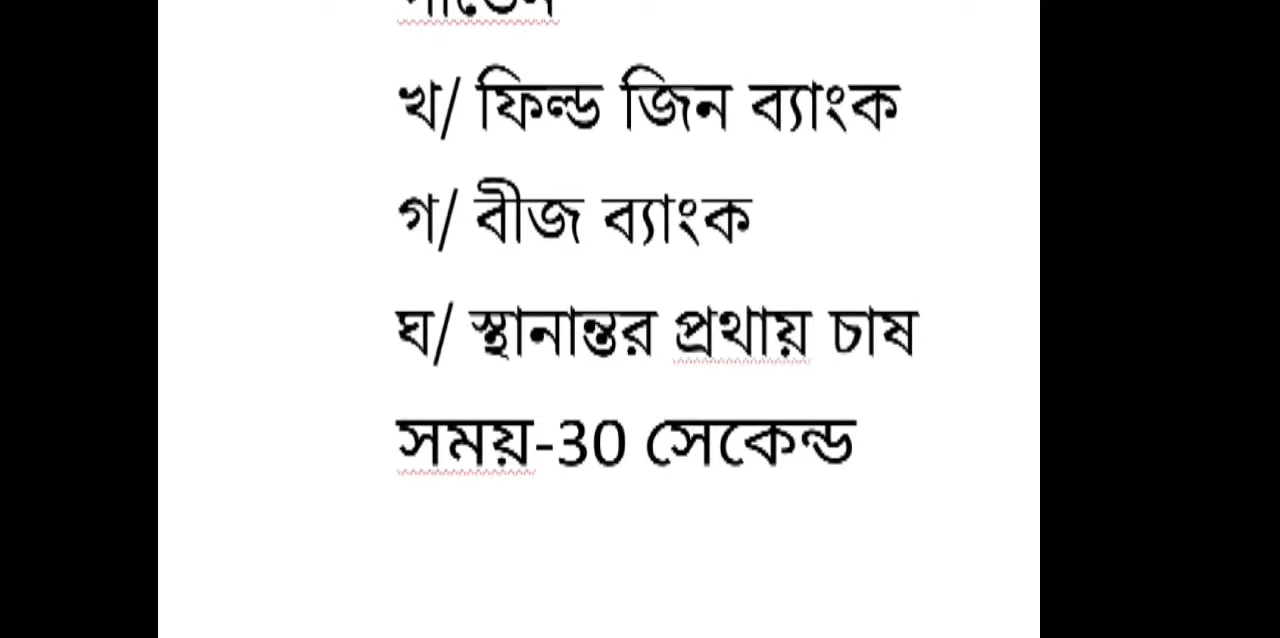 খ/ ফিল্ড জিন ব্যাংক
গ/ বীজ ব্যাংক
ঘ/ স্থানান্তর প্রথায় চাষ
সময়-30 সেকেন্ড